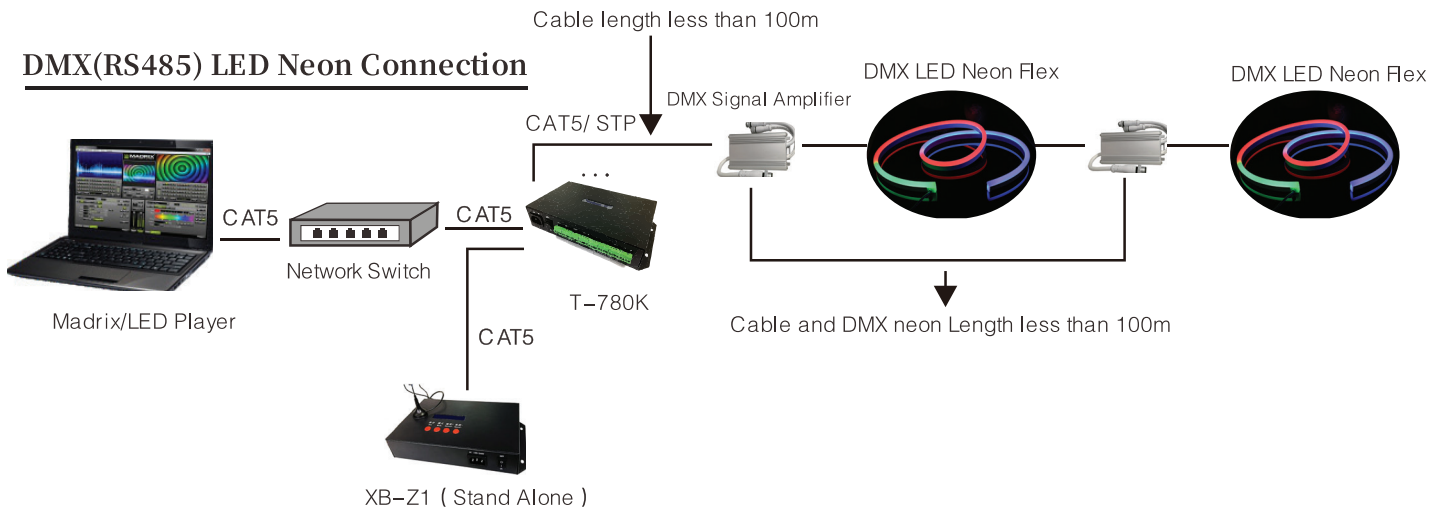 Cable length less than 100m
DMX(RS485) LED Neon Connection
DMX LED Neon Flex
DMX LED Neon Flex
DMX Signal Amplifier
CAT5/ STP
...
MADRIX
CAT5
CAT5
Network Switch
T-780K
Madrix/LED Player
Cable and DMX neon Length less than 100m
CAT5
XB-Z1 ( Stand Alone )